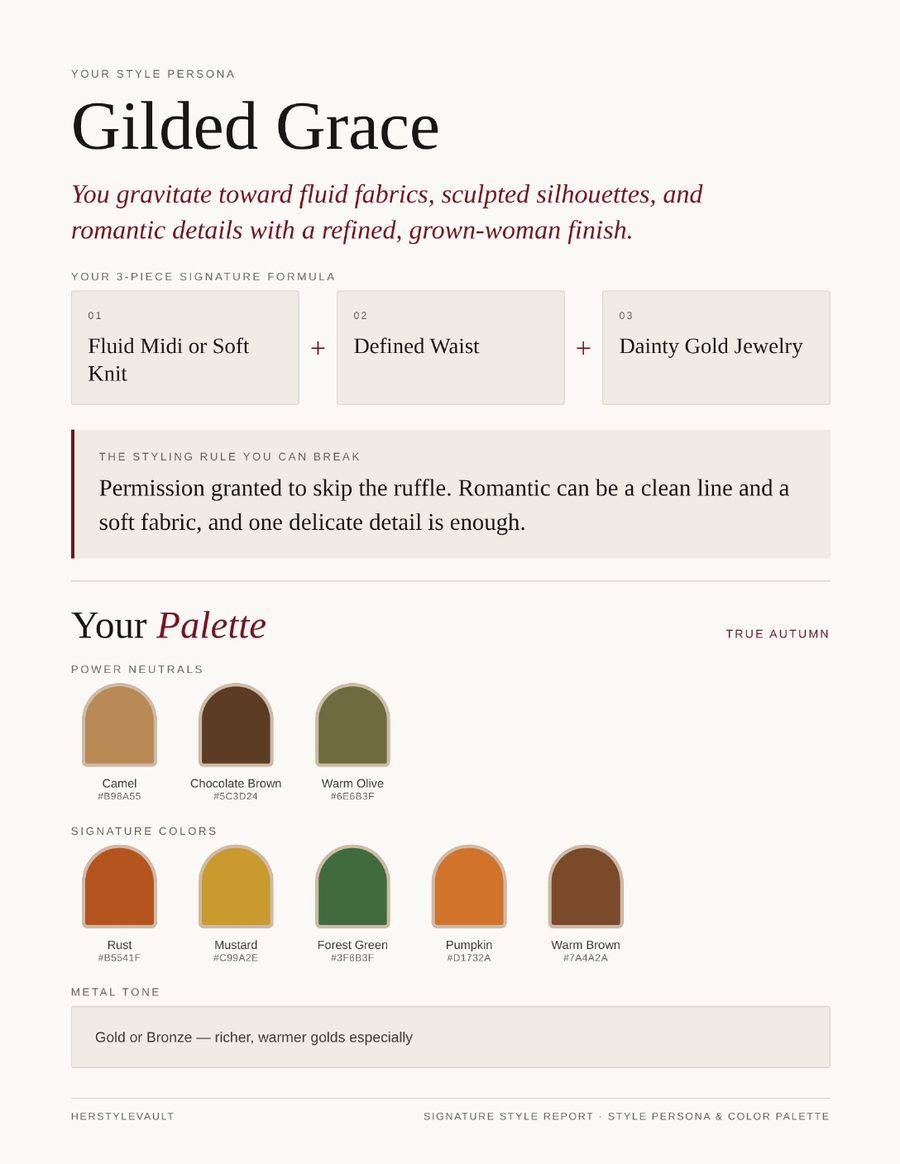 YOUR STYLE PERSONA
Gilded Grace
You gravitate toward fluid fabrics, sculpted silhouettes, and
romantic details with a refined, grown-woman finish.
YOUR 3-PIECE SIGNATURE FORMULA
01
Fluid Midi or Soft
Knit
+
02
Defined Waist
+
03
Dainty Gold Jewelry
THE STYLING RULE YOU CAN BREAK
Permission granted to skip the ruffle. Romantic can be a clean line and a
soft fabric, and one delicate detail is enough.
Your Palette
TRUE AUTUMN
POWER NEUTRALS
Camel
#B98A55
Chocolate Brown
#5C3D24
Warm Olive
#6E6B3F
SIGNATURE COLORS
Rust
#B5541F
Mustard
#C99A2E
Forest Green
#3F6B3F
Pumpkin
#D1732A
Warm Brown
#7A4A2A
METAL TONE
Gold or Bronze — richer, warmer golds especially
HERSTYLEVAULT
SIGNATURE STYLE REPORT · STYLE PERSONA & COLOR PALETTE